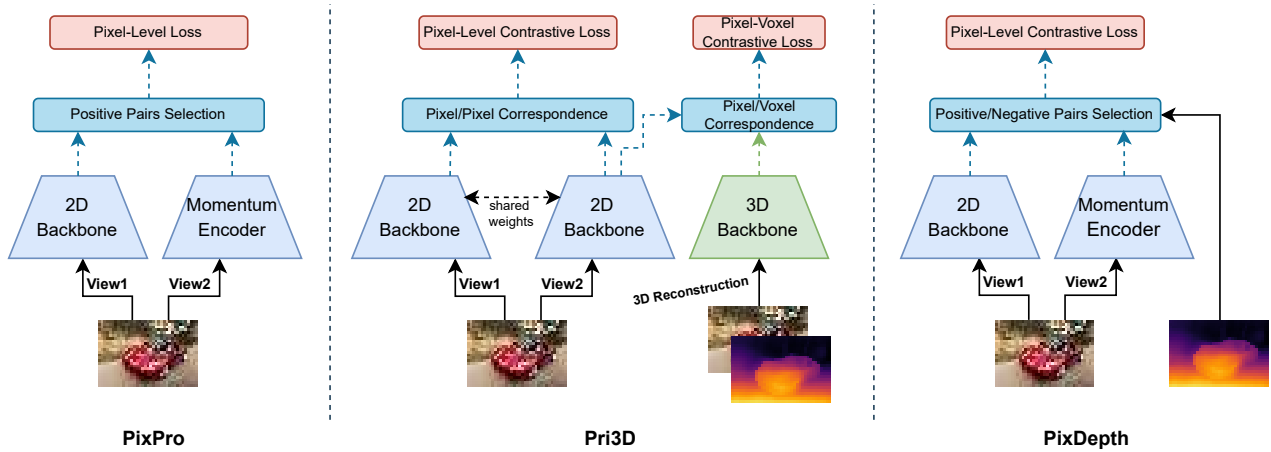 Pixel-Level Loss
Positive Pairs Selection
2D
Backbone
Momentum
Encoder
View1
View2
PixPro
Pixel-Level Contrastive Loss
Pixel-Voxel
Contrastive Loss
Pixel/Pixel Correspondence
Pixel/Voxel
Correspondence
2D
Backbone
shared
weights
2D
Backbone
3D
Backbone
View1
View2
3D Reconstruction
Pri3D
Pixel-Level Contrastive Loss
Positive/Negative Pairs Selection
2D
Backbone
Momentum
Encoder
View1
View2
PixDepth